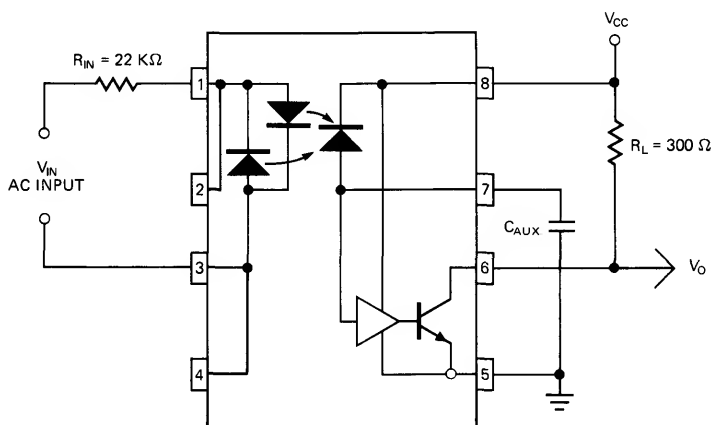 V_CC
R_IN = 22 KΩ
1
8
R_L = 300 Ω
V_IN
AC INPUT
2
7
C_AUX
3
6
V_O
4
5